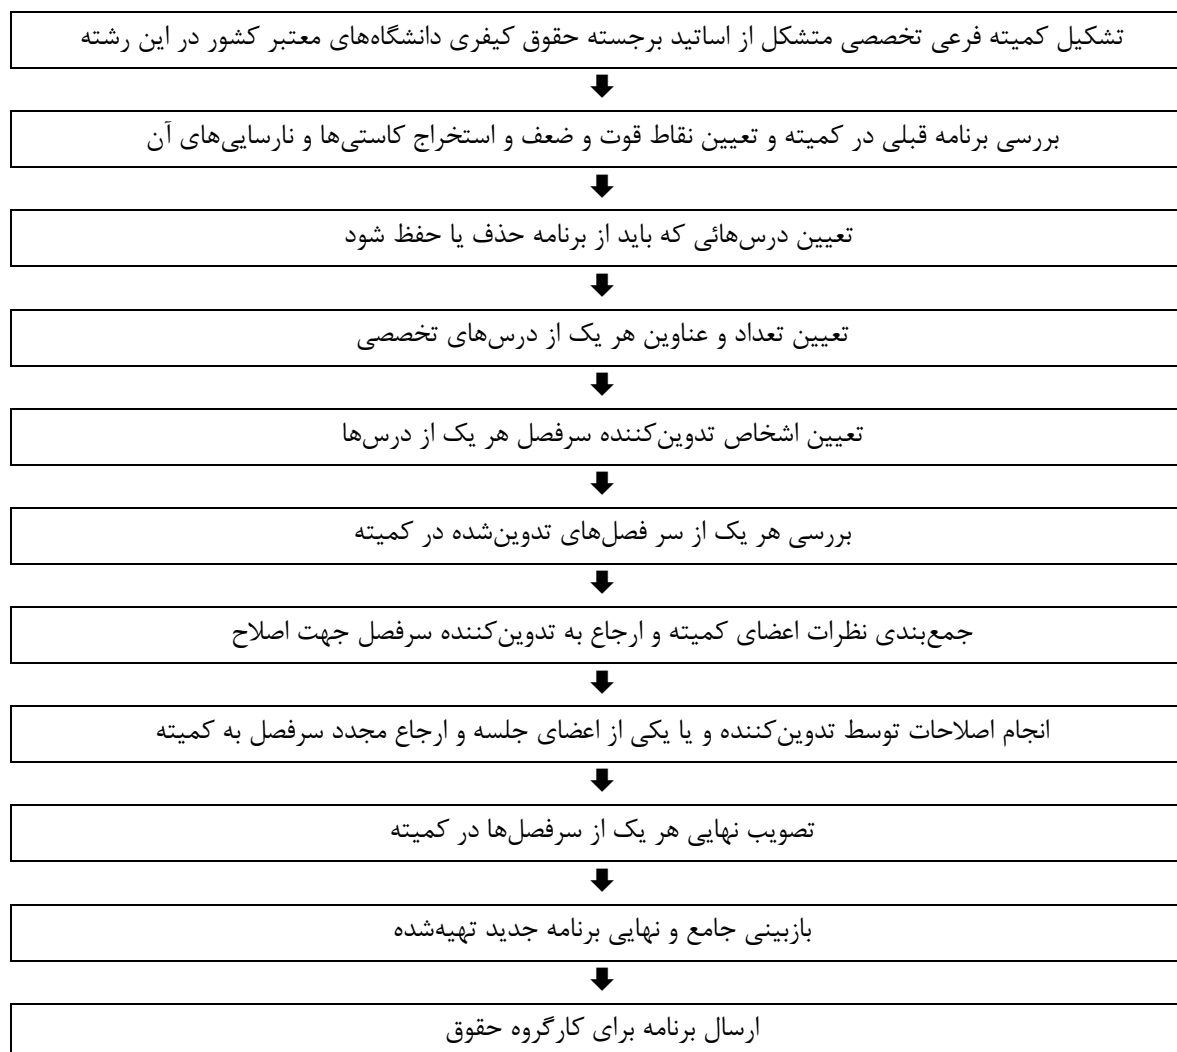 تشکیل کمیته فرعی تخصصی متشکل از اساتید برجسته حقوق کیفری دانشگاه‌های معتبر کشور در این رشته
بررسی برنامه قبلی در کمیته و تعیین نقاط قوت و ضعف و استخراج کاستی‌ها و نارسایی‌های آن
تعیین درس‌هائی که باید از برنامه حذف یا حفظ شود
تعیین تعداد و عناوین هر یک از درس‌های تخصصی
تعیین اشخاص تدوین‌کننده سرفصل هر یک از درس‌ها
بررسی هر یک از سر فصل‌های تدوین‌شده در کمیته
جمع‌بندی نظرات اعضای کمیته و ارجاع به تدوین‌کننده سرفصل جهت اصلاح
انجام اصلاحات توسط تدوین‌کننده و یا یکی از اعضای جلسه و ارجاع مجدد سرفصل به کمیته
تصویب نهایی هر یک از سرفصل‌ها در کمیته
بازبینی جامع و نهایی برنامه جدید تهیه‌شده
ارسال برنامه برای کارگروه حقوق